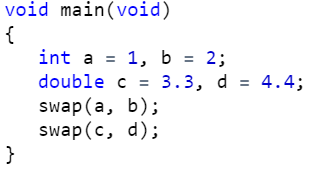 void main(void)
{
int a = 1, b = 2;
double c = 3.3, d = 4.4;
swap(a, b);
swap(c, d);
}